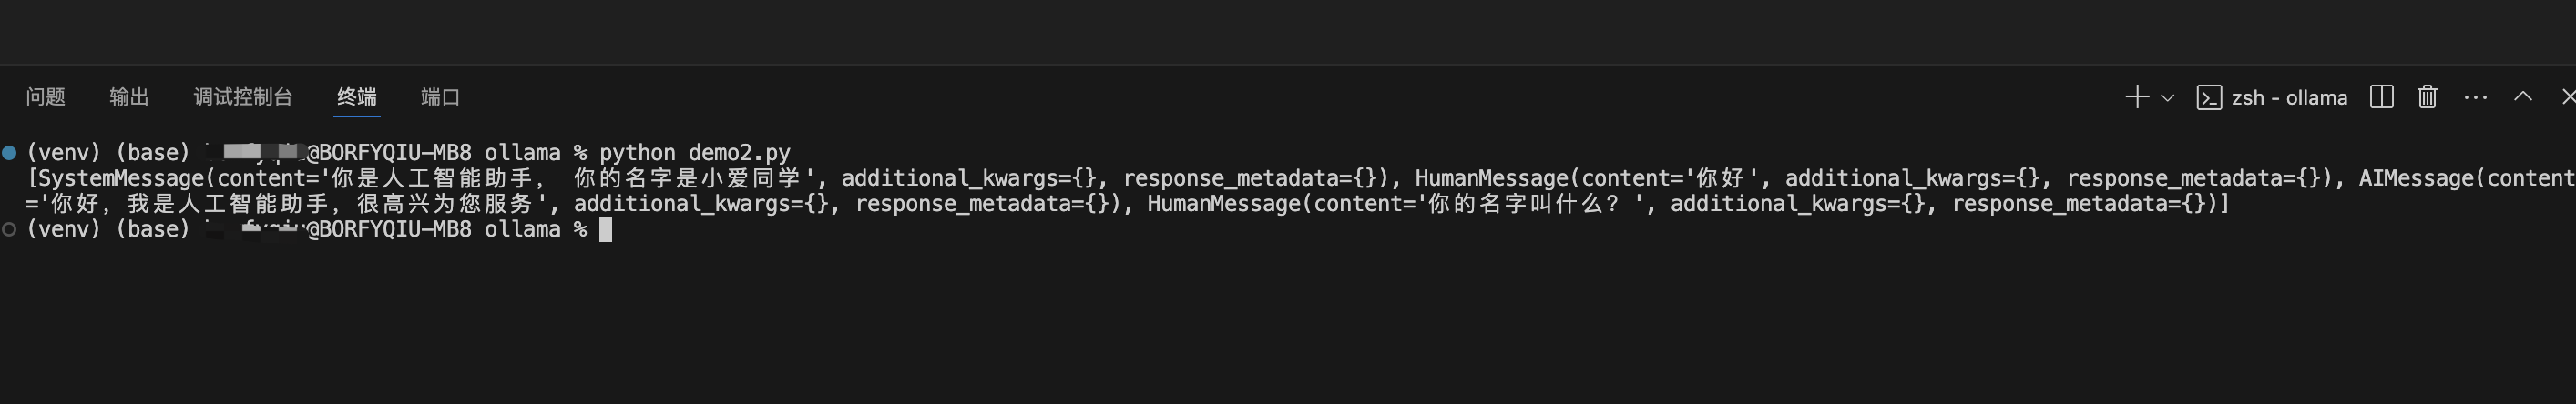 问题 输出 调试控制台 终端 端口 zsh - ollama
(venv) (base) @BORFYQIU-MB8 ollama % python demo2.py
[SystemMessage(content='你是人工智能助手， 你的名字是小爱同学', additional_kwargs={}, response_metadata={}), HumanMessage(content='你好', additional_kwargs={}, response_metadata={}), AIMessage(content
='你好，我是人工智能助手，很高兴为您服务', additional_kwargs={}, response_metadata={}), HumanMessage(content='你的名字叫什么？', additional_kwargs={}, response_metadata={})]
(venv) (base) @BORFYQIU-MB8 ollama %